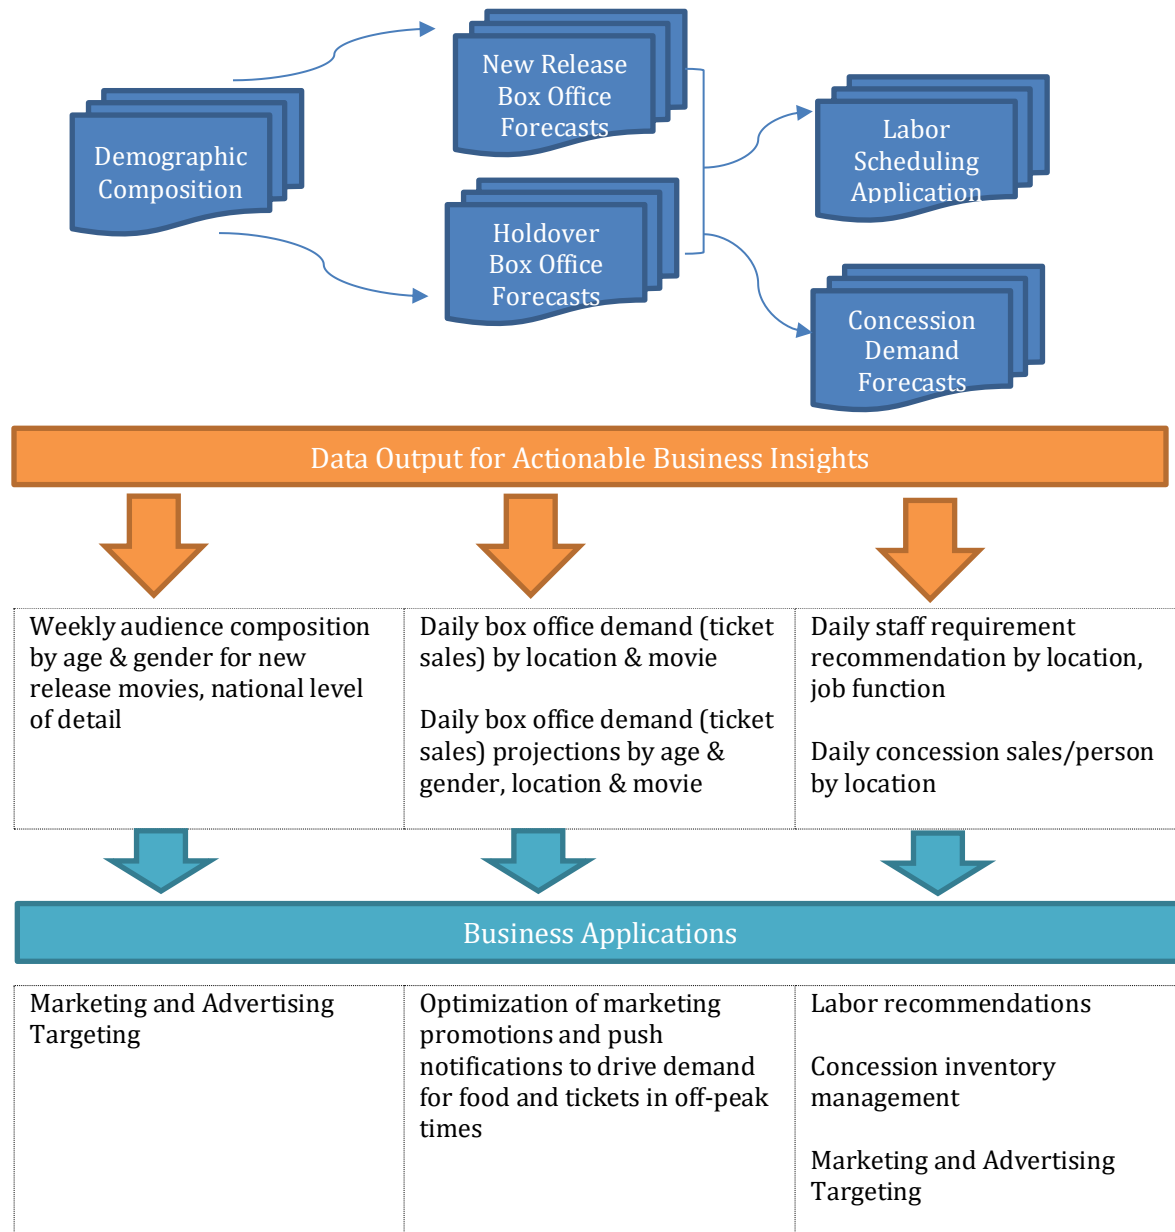 New Release
Box Office
Forecasts
Demographic
Composition
Labor
Scheduling
Application
Holdover
Box Office
Forecasts
Concession
Demand
Forecasts
Data Output for Actionable Business Insights
Weekly audience composition
by age & gender for new
release movies, national level
of detail
Daily box office demand (ticket
sales) by location & movie
Daily box office demand (ticket
sales) projections by age &
gender, location & movie
Daily staff requirement
recommendation by location,
job function
Daily concession sales/person
by location
Business Applications
Marketing and Advertising
Targeting
Optimization of marketing
promotions and push
notifications to drive demand
for food and tickets in off-peak
times
Labor recommendations
Concession inventory
management
Marketing and Advertising
Targeting